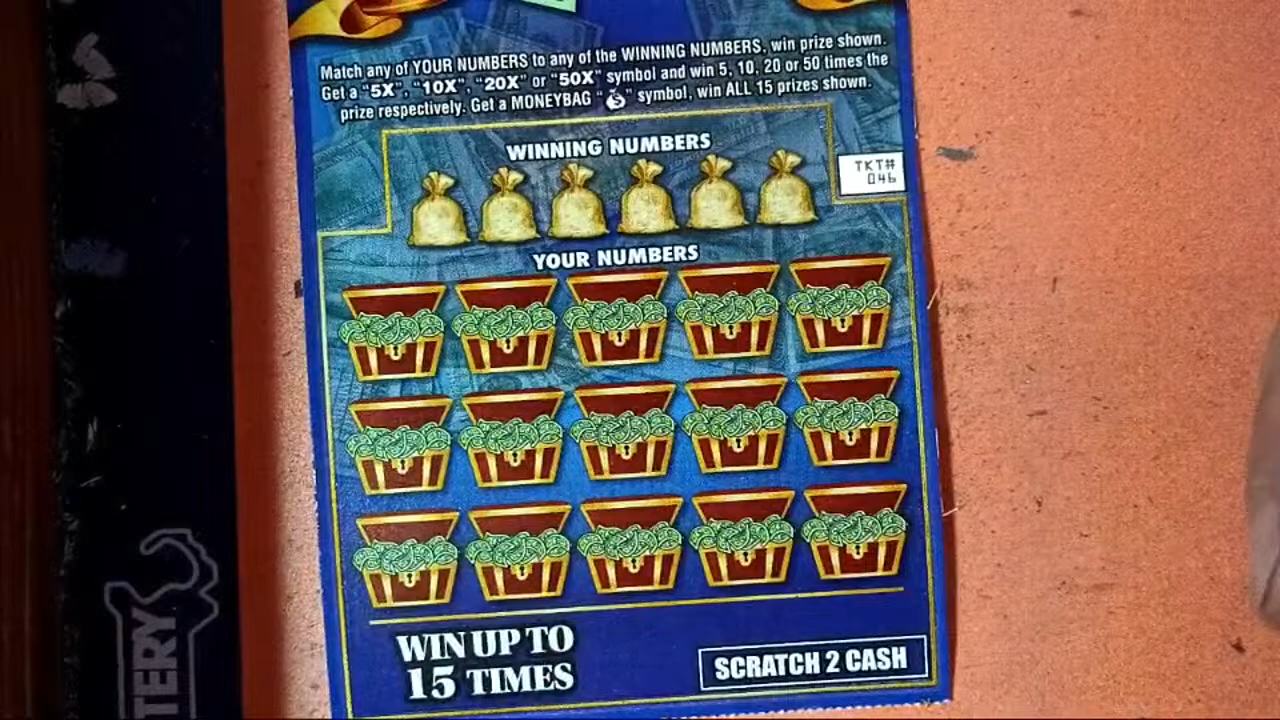 Match any of YOUR NUMBERS to any of the WINNING NUMBERS, win prize shown.
Get a "5X", "10X", "20X" or "50X" symbol and win 5, 10, 20 or 50 times the
prize respectively. Get a MONEYBAG " " symbol, win ALL 15 prizes shown.
WINNING NUMBERS
TKT#
046
YOUR NUMBERS
WIN UP TO
15 TIMES
SCRATCH 2 CASH
TERY